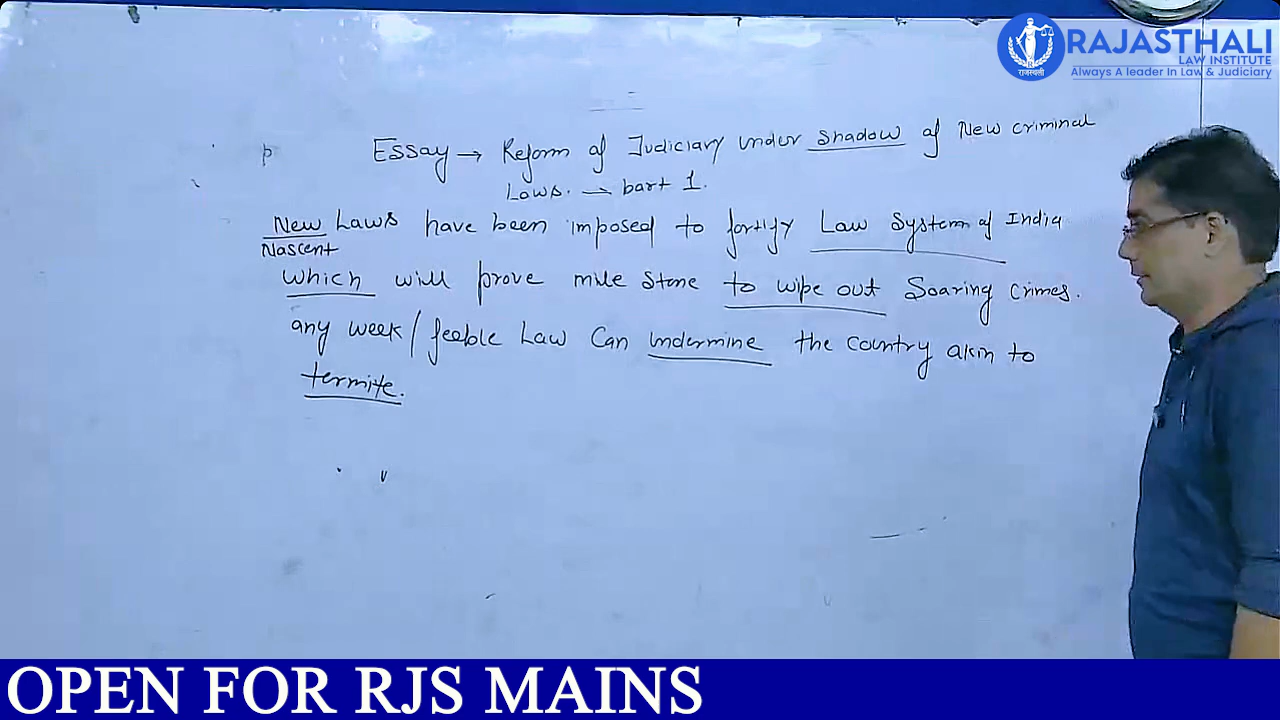 RAJASTHALI
LAW INSTITUTE
Always A leader In Law & Judiciary
राजस्थली
p
Essay → Reform of Judiciary under shadow of New criminal
Laws. → part 1.
New Laws have been imposed to fortify Law System of India
Nascent
which will prove mile stone to wipe out Soaring crimes.
any week/feeble Law Can undermine the country akin to
termite.
OPEN FOR RJS MAINS